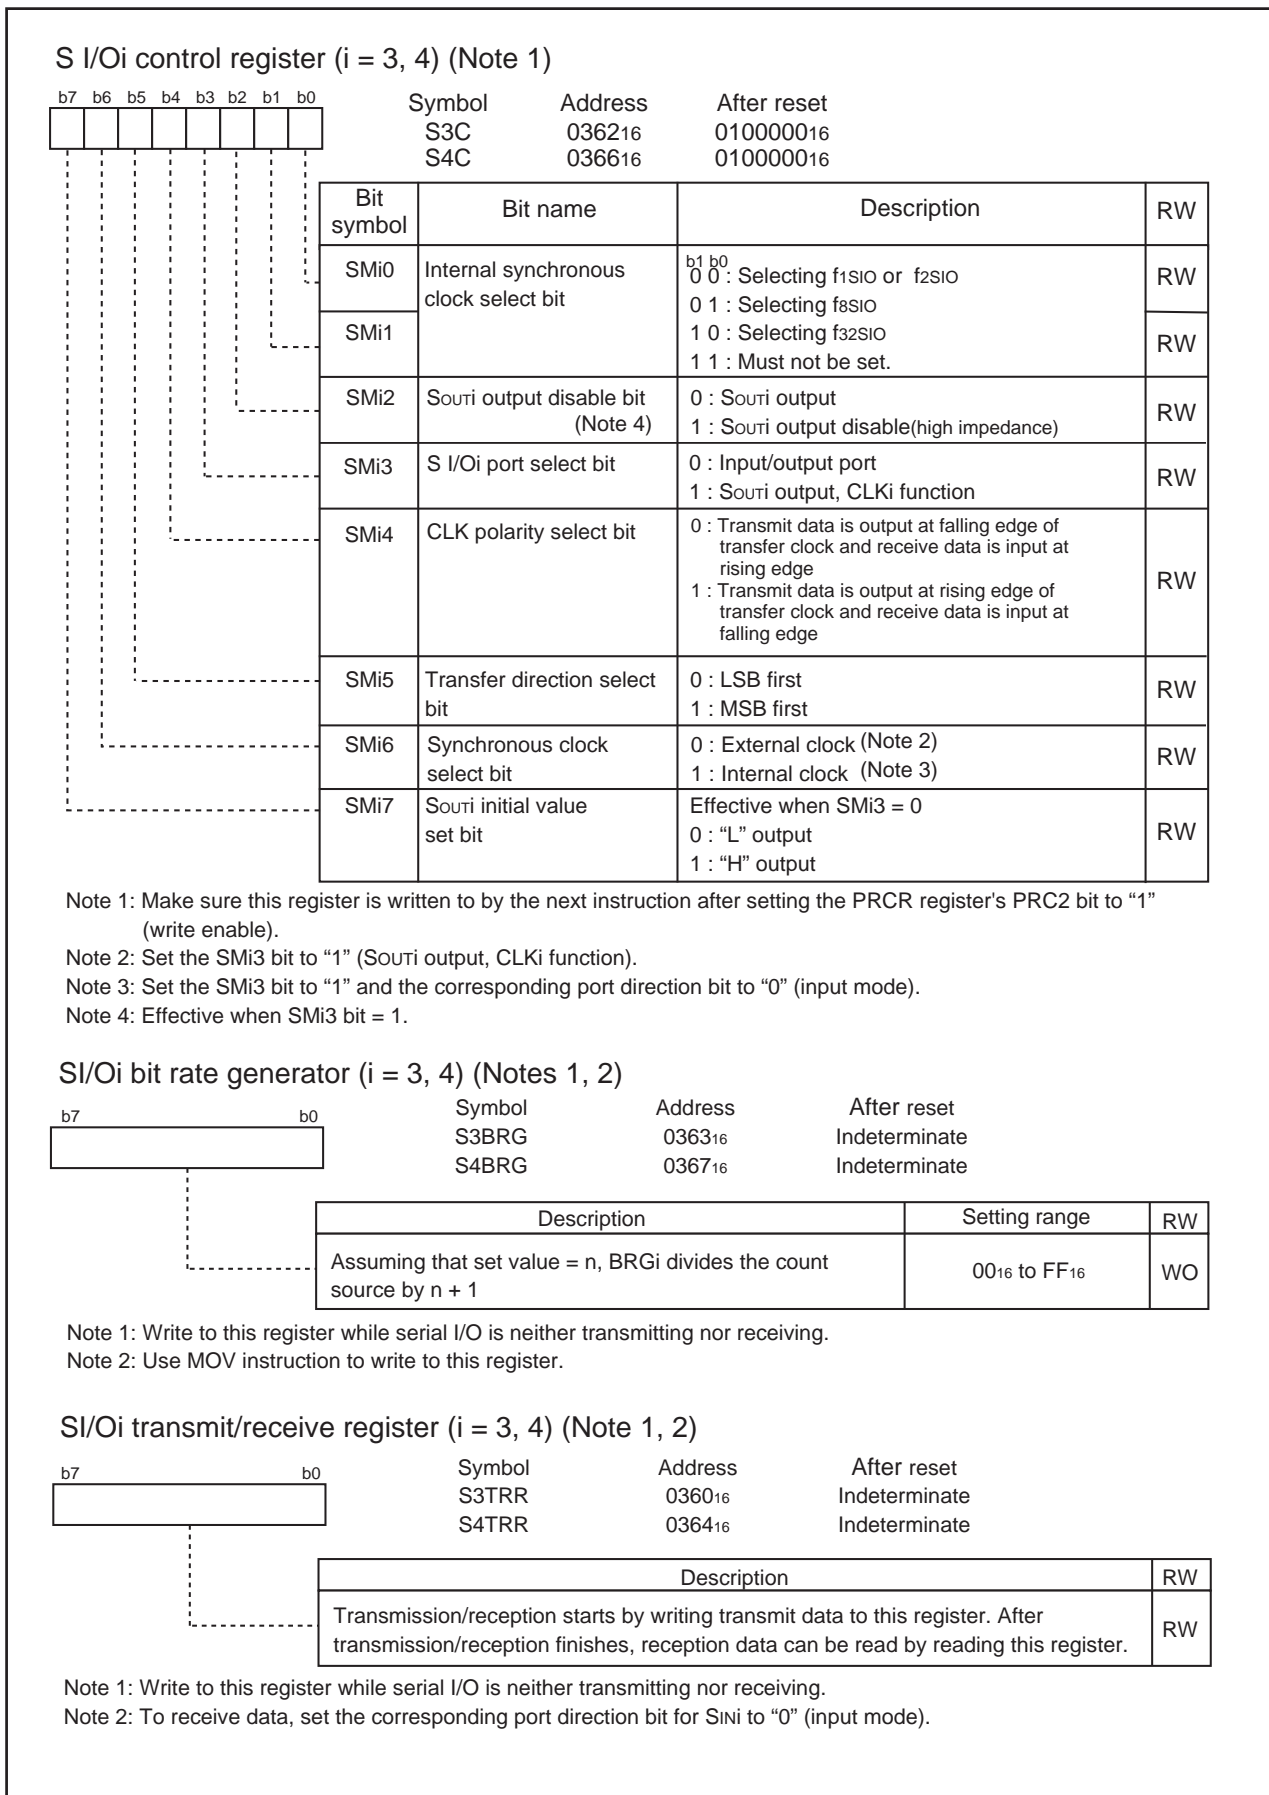 S I/Oi control register (i = 3, 4) (Note 1)
b7 b6 b5 b4 b3 b2 b1 b0
Symbol Address After reset
S3C 036216 0100000016
S4C 036616 0100000016
Bit symbol Bit name Description RW
SMi0 Internal synchronous clock select bit b1 b0
0 0 : Selecting f1SIO or f2SIO RW
0 1 : Selecting f8SIO
SMi1 1 0 : Selecting f32SIO RW
1 1 : Must not be set.
SMi2 SOUTi output disable bit 0 : SOUTi output RW
(Note 4) 1 : SOUTi output disable(high impedance)
SMi3 S I/Oi port select bit 0 : Input/output port RW
1 : SOUTi output, CLKi function
SMi4 CLK polarity select bit 0 : Transmit data is output at falling edge of
transfer clock and receive data is input at
rising edge
1 : Transmit data is output at rising edge of RW
transfer clock and receive data is input at
falling edge
SMi5 Transfer direction select 0 : LSB first RW
bit 1 : MSB first
SMi6 Synchronous clock 0 : External clock (Note 2) RW
select bit 1 : Internal clock (Note 3)
SMi7 SOUTi initial value Effective when SMi3 = 0
set bit 0 : “L” output RW
1 : “H” output
Note 1: Make sure this register is written to by the next instruction after setting the PRCR register's PRC2 bit to “1”
(write enable).
Note 2: Set the SMi3 bit to “1” (SOUTi output, CLKi function).
Note 3: Set the SMi3 bit to “1” and the corresponding port direction bit to “0” (input mode).
Note 4: Effective when SMi3 bit = 1.
SI/Oi bit rate generator (i = 3, 4) (Notes 1, 2)
b7 b0
Symbol Address After reset
S3BRG 036316 Indeterminate
S4BRG 036716 Indeterminate
Description Setting range RW
Assuming that set value = n, BRGi divides the count 0016 to FF16 WO
source by n + 1
Note 1: Write to this register while serial I/O is neither transmitting nor receiving.
Note 2: Use MOV instruction to write to this register.
SI/Oi transmit/receive register (i = 3, 4) (Note 1, 2)
b7 b0
Symbol Address After reset
S3TRR 036016 Indeterminate
S4TRR 036416 Indeterminate
Description RW
Transmission/reception starts by writing transmit data to this register. After RW
transmission/reception finishes, reception data can be read by reading this register.
Note 1: Write to this register while serial I/O is neither transmitting nor receiving.
Note 2: To receive data, set the corresponding port direction bit for SINi to “0” (input mode).